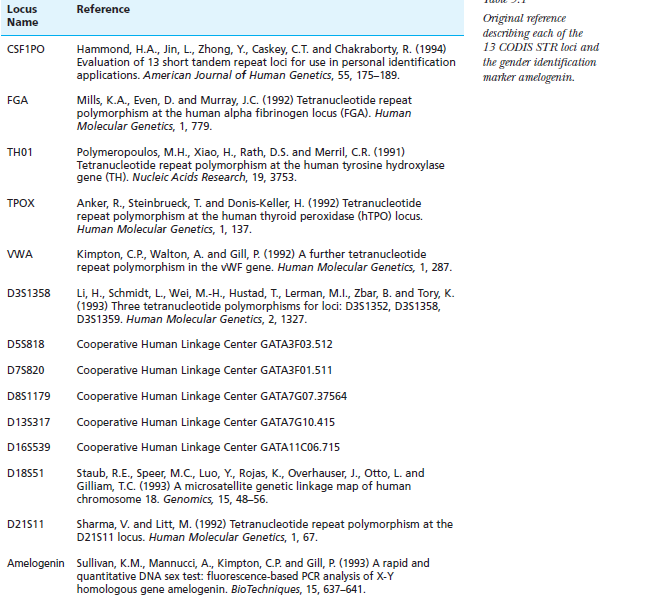 Locus Name
Reference
CSF1PO Hammond, H.A., Jin, L., Zhong, Y., Caskey, C.T. and Chakraborty, R. (1994)
Evaluation of 13 short tandem repeat loci for use in personal identification
applications. American Journal of Human Genetics, 55, 175–189.
FGA Mills, K.A., Even, D. and Murray, J.C. (1992) Tetranucleotide repeat
polymorphism at the human alpha fibrinogen locus (FGA). Human
Molecular Genetics, 1, 779.
TH01 Polymeropoulos, M.H., Xiao, H., Rath, D.S. and Merril, C.R. (1991)
Tetranucleotide repeat polymorphism at the human tyrosine hydroxylase
gene (TH). Nucleic Acids Research, 19, 3753.
TPOX Anker, R., Steinbrueck, T. and Donis-Keller, H. (1992) Tetranucleotide
repeat polymorphism at the human thyroid peroxidase (hTPO) locus.
Human Molecular Genetics, 1, 137.
VWA Kimpton, C.P., Walton, A. and Gill, P. (1992) A further tetranucleotide
repeat polymorphism in the vWF gene. Human Molecular Genetics, 1, 287.
D3S1358 Li, H., Schmidt, L., Wei, M.-H., Hustad, T., Lerman, M.I., Zbar, B. and Tory, K.
(1993) Three tetranucleotide polymorphisms for loci: D3S1352, D3S1358,
D3S1359. Human Molecular Genetics, 2, 1327.
D5S818 Cooperative Human Linkage Center GATA3F03.512
D7S820 Cooperative Human Linkage Center GATA3F01.511
D8S1179 Cooperative Human Linkage Center GATA7G07.37564
D13S317 Cooperative Human Linkage Center GATA7G10.415
D16S539 Cooperative Human Linkage Center GATA11C06.715
D18S51 Staub, R.E., Speer, M.C., Luo, Y., Rojas, K., Overhauser, J., Otto, L. and
Gilliam, T.C. (1993) A microsatellite genetic linkage map of human
chromosome 18. Genomics, 15, 48–56.
D21S11 Sharma, V. and Litt, M. (1992) Tetranucleotide repeat polymorphism at the
D21S11 locus. Human Molecular Genetics, 1, 67.
Amelogenin Sullivan, K.M., Mannucci, A., Kimpton, C.P. and Gill, P. (1993) A rapid and
quantitative DNA sex test: fluorescence-based PCR analysis of X-Y
homologous gene amelogenin. BioTechniques, 15, 637–641.
Table 5.1
Original reference
describing each of the
13 CODIS STR loci and
the gender identification
marker amelogenin.